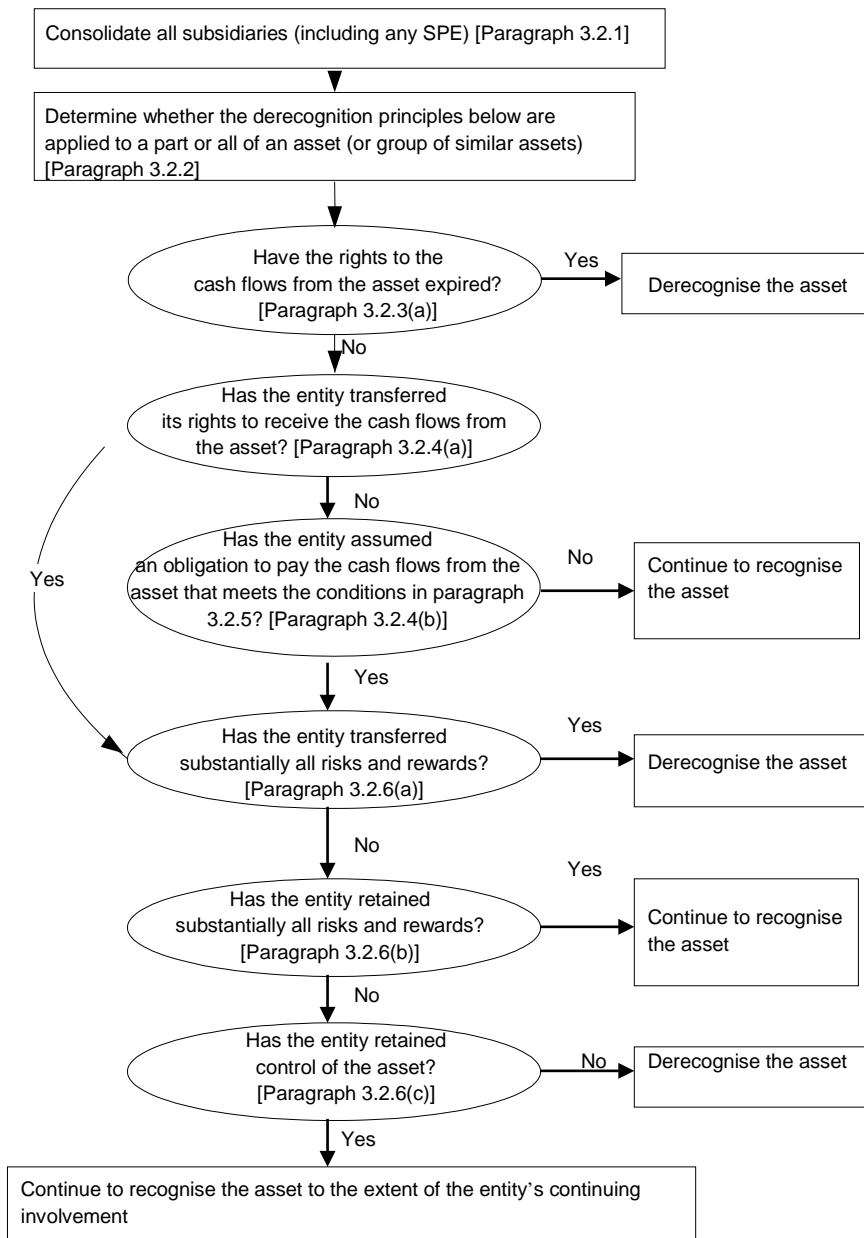 Consolidate all subsidiaries (including any SPE) [Paragraph 3.2.1]
Determine whether the derecognition principles below are
applied to a part or all of an asset (or group of similar assets)
[Paragraph 3.2.2]
Have the rights to the
cash flows from the asset expired?
[Paragraph 3.2.3(a)]
Yes
Derecognise the asset
No
Has the entity transferred
its rights to receive the cash flows from
the asset? [Paragraph 3.2.4(a)]
Yes
No
Has the entity assumed
an obligation to pay the cash flows from the
asset that meets the conditions in paragraph
3.2.5? [Paragraph 3.2.4(b)]
No
Continue to recognise
the asset
Yes
Has the entity transferred
substantially all risks and rewards?
[Paragraph 3.2.6(a)]
Yes
Derecognise the asset
No
Has the entity retained
substantially all risks and rewards?
[Paragraph 3.2.6(b)]
Yes
Continue to recognise
the asset
No
Has the entity retained
control of the asset?
[Paragraph 3.2.6(c)]
No
Derecognise the asset
Yes
Continue to recognise the asset to the extent of the entity’s continuing
involvement